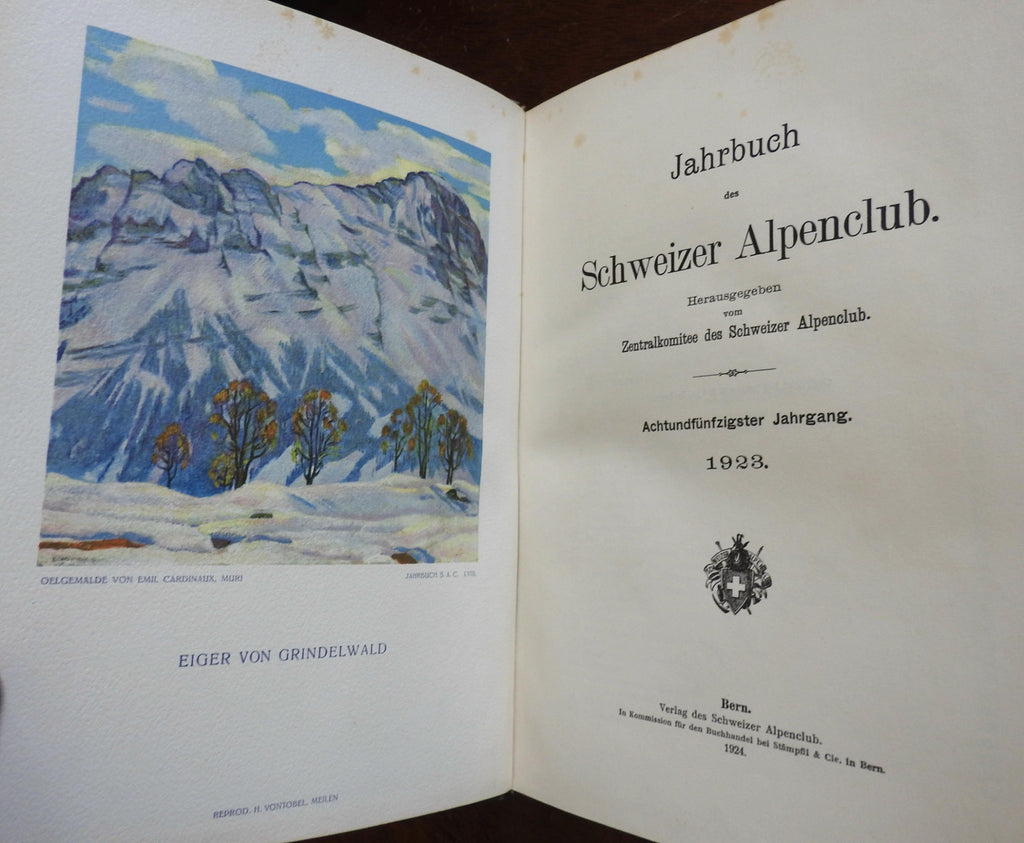 OELGEMALDE VON EMIL CARDINAUX, MURI
JAHRBUCH S. A. C. LVIII.
EIGER VON GRINDELWALD
REPROD. H. VONTOBEL, MEILEN
Jahrbuch
des
Schweizer Alpenclub.
Herausgegeben
vom
Zentralkomitee des Schweizer Alpenclub.
Achtundfünfzigster Jahrgang.
1923.
Bern.
Verlag des Schweizer Alpenclub.
In Kommission für den Buchhandel bei Stämpfli & Cie. in Bern.
1924.